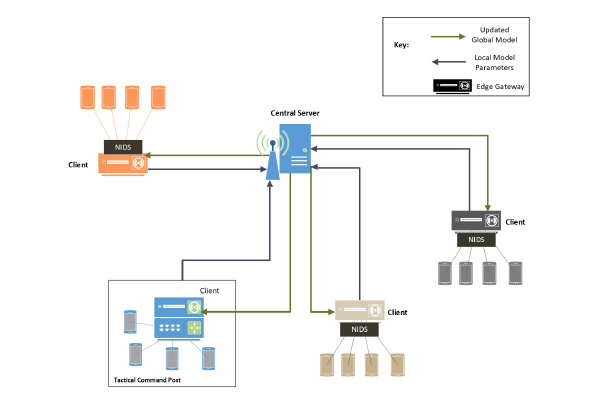 Key:
Updated
Global Model
Local Model
Parameters
Edge Gateway
Central Server
NIDS
Client
Client
NIDS
Client
Client
NIDS
Tactical Command Post